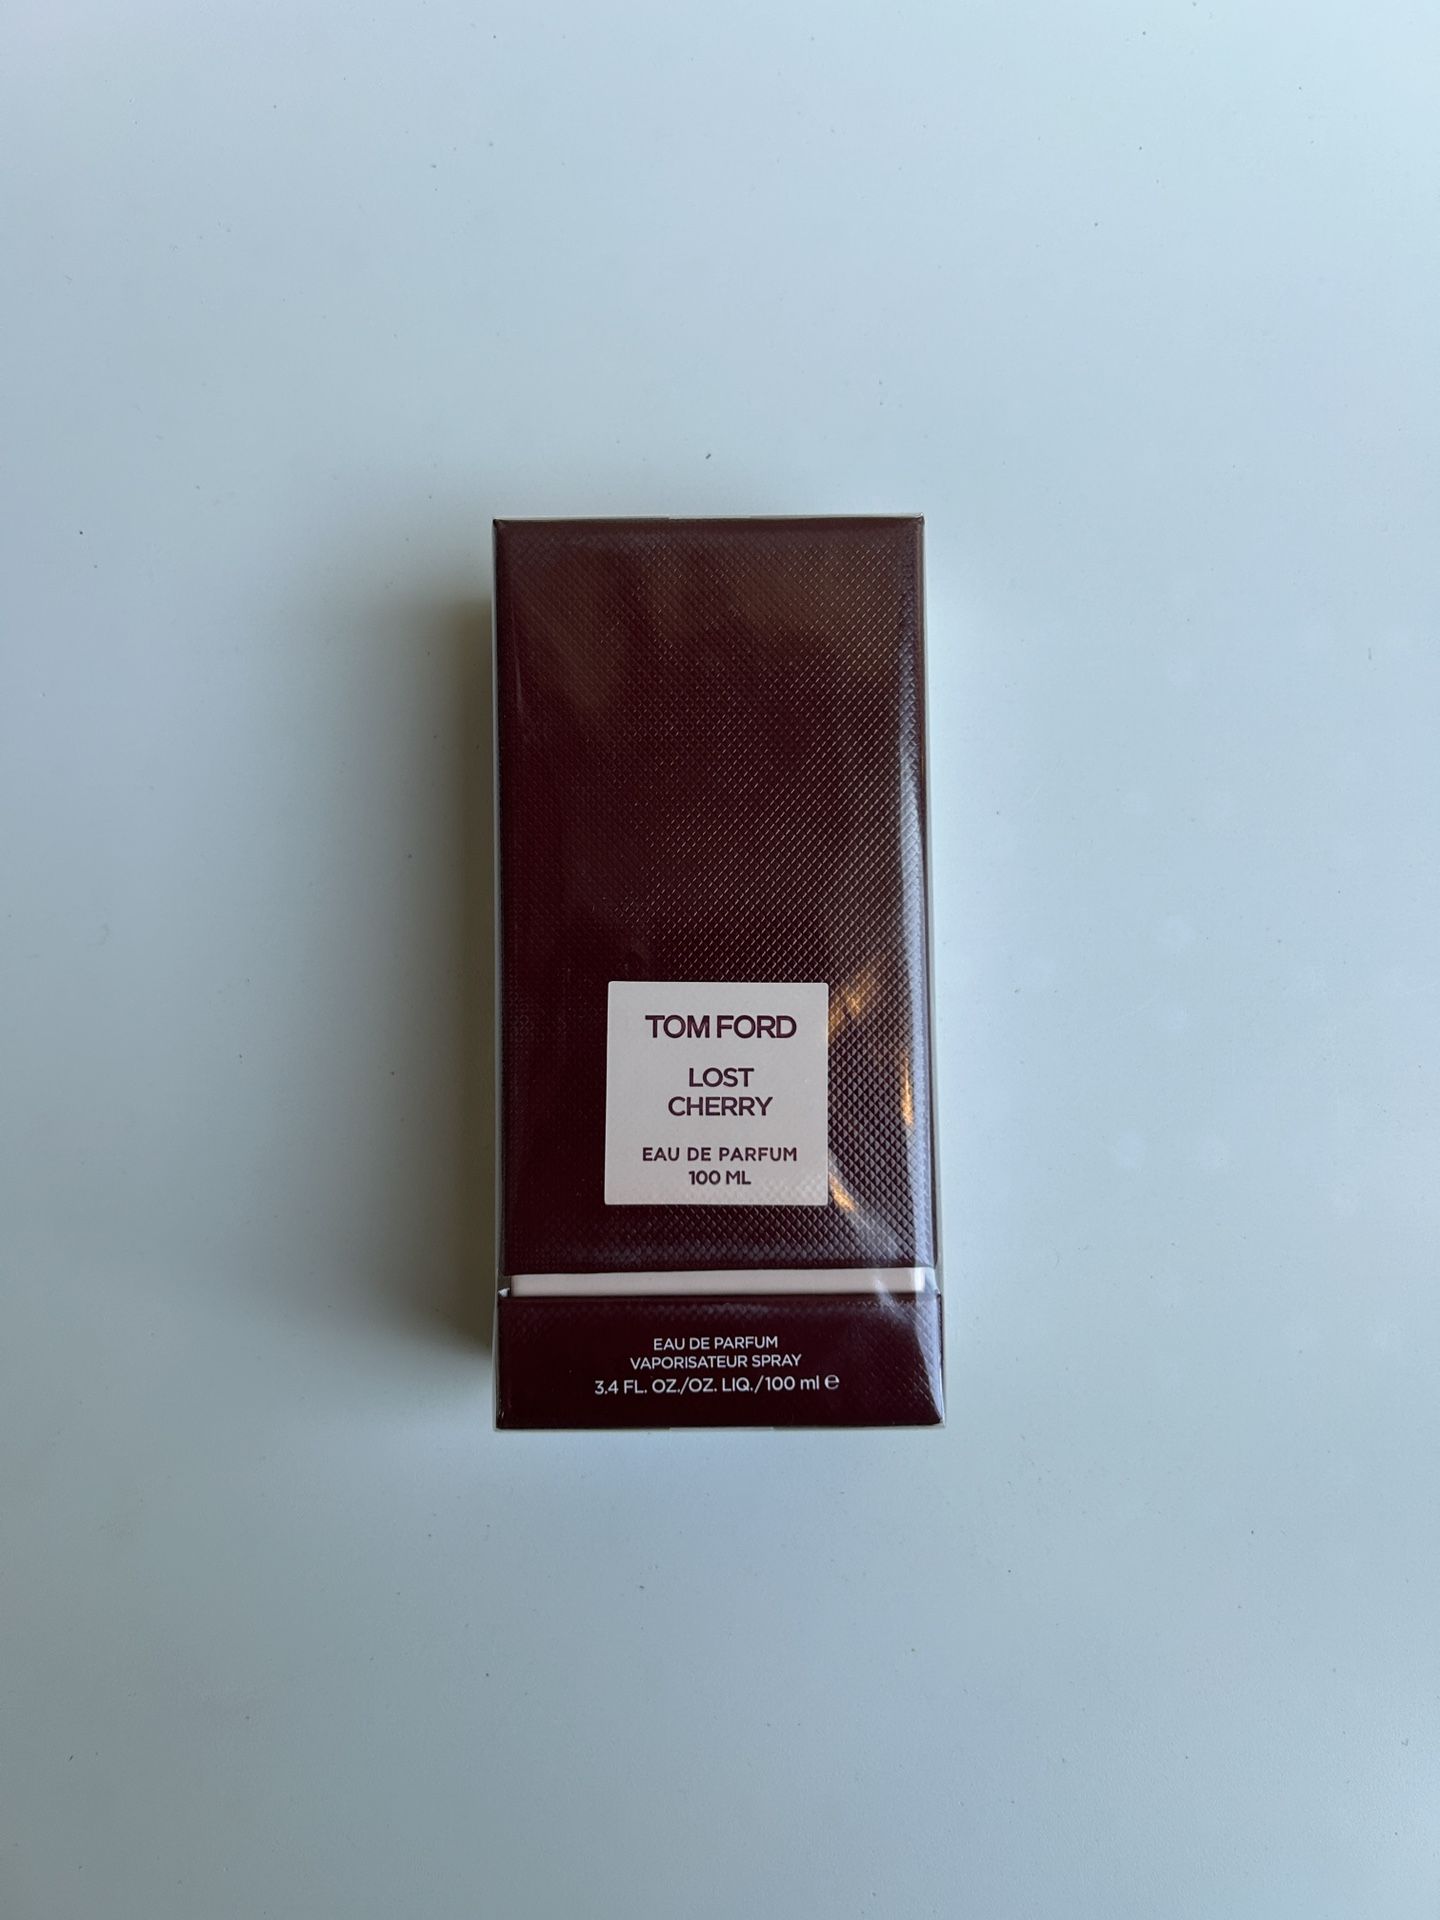 TOM FORD
LOST
CHERRY
EAU DE PARFUM
100 ML
EAU DE PARFUM
VAPORISATEUR SPRAY
3.4 FL. OZ./OZ. LIQ./100 ml ℮